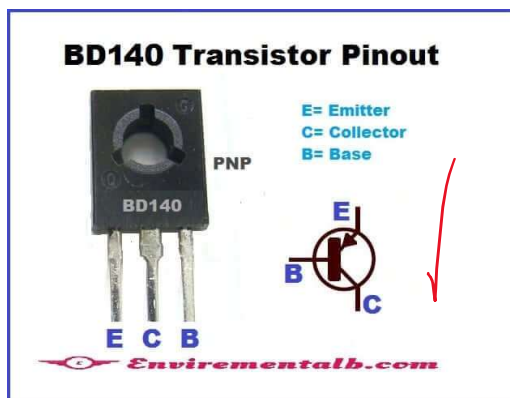 BD140 Transistor Pinout
E= Emitter
C= Collector
B= Base
PNP
BD140
E
B
C
E C B
Envirementalb.com